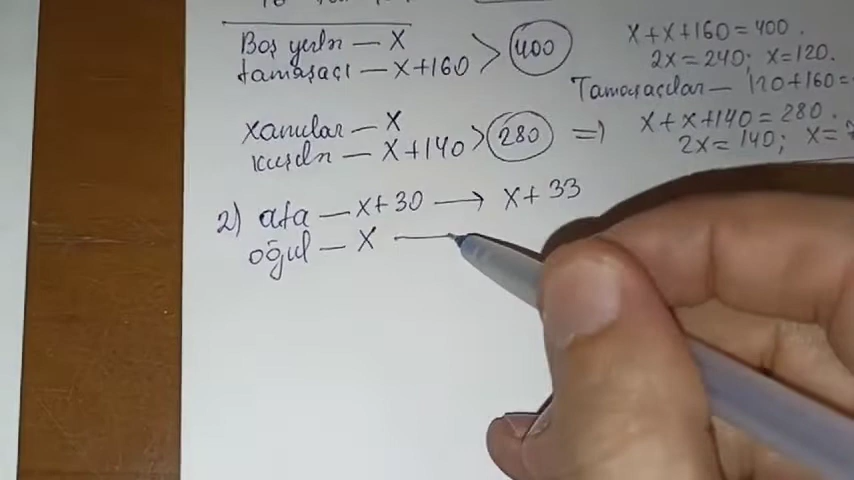 Boş yerlər — x
tamaşaçı — x+160 > 400
x+x+160=400.
2x=240; x=120.
Tamaşaçılar — 120+160=
xanımlar — x
kişilər — x+140 > 280 =>
x+x+140=280.
2x=140; x=
2) ata — x+30 → x+33
oğul — x —